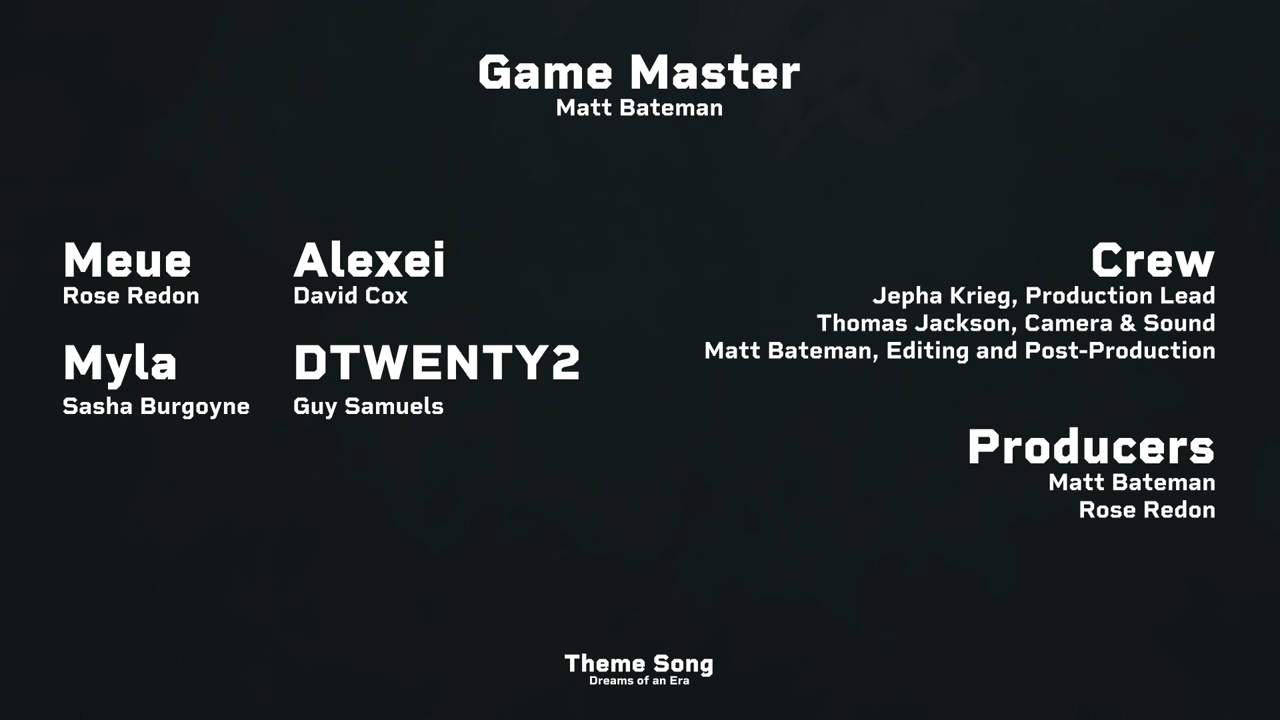 Game Master
Matt Bateman
Meue
Rose Redon
Alexei
David Cox
Myla
Sasha Burgoyne
DTWENTY2
Guy Samuels
Crew
Jepha Krieg, Production Lead
Thomas Jackson, Camera & Sound
Matt Bateman, Editing and Post-Production
Producers
Matt Bateman
Rose Redon
Theme Song
Dreams of an Era